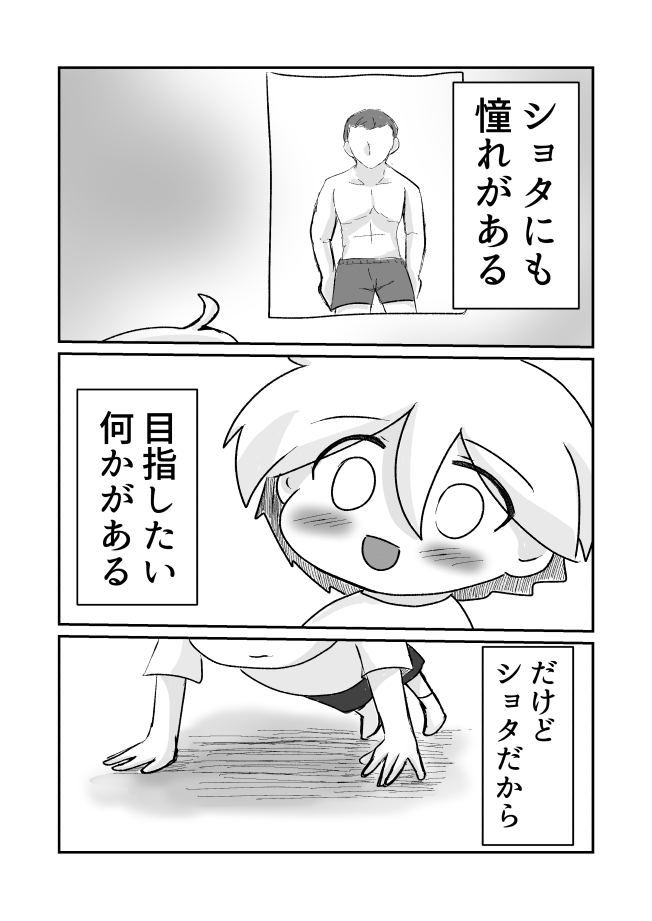 ショタにも
憧れがある
目指したい
何かがある
だけど
ショタだから